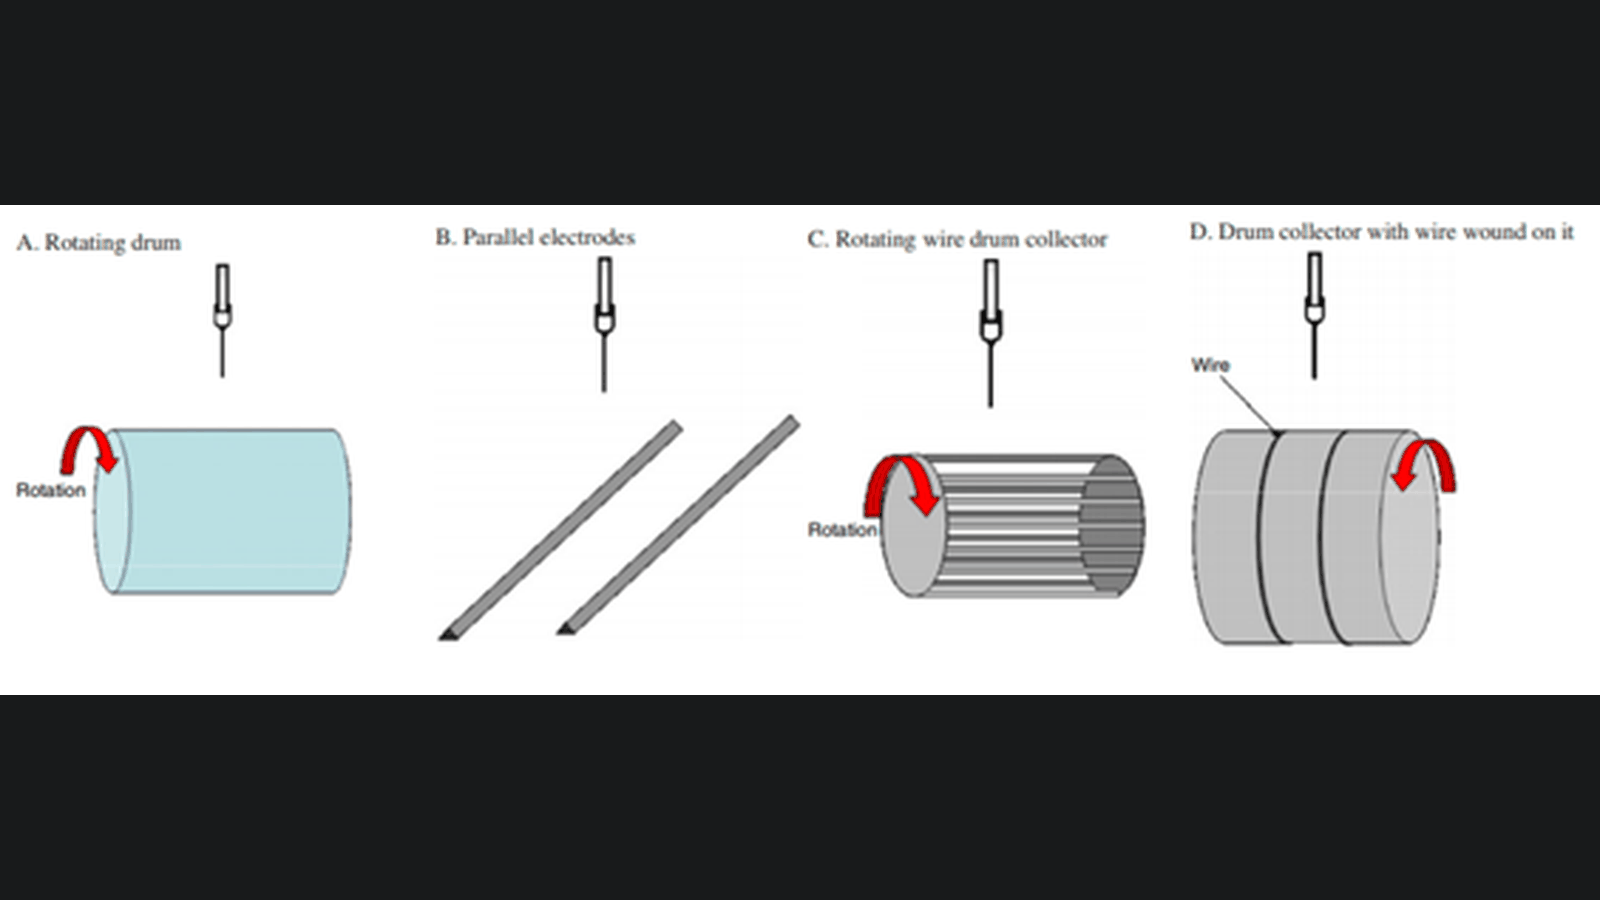 A. Rotating drum
Rotation
B. Parallel electrodes
C. Rotating wire drum collector
Rotation
D. Drum collector with wire wound on it
Wire